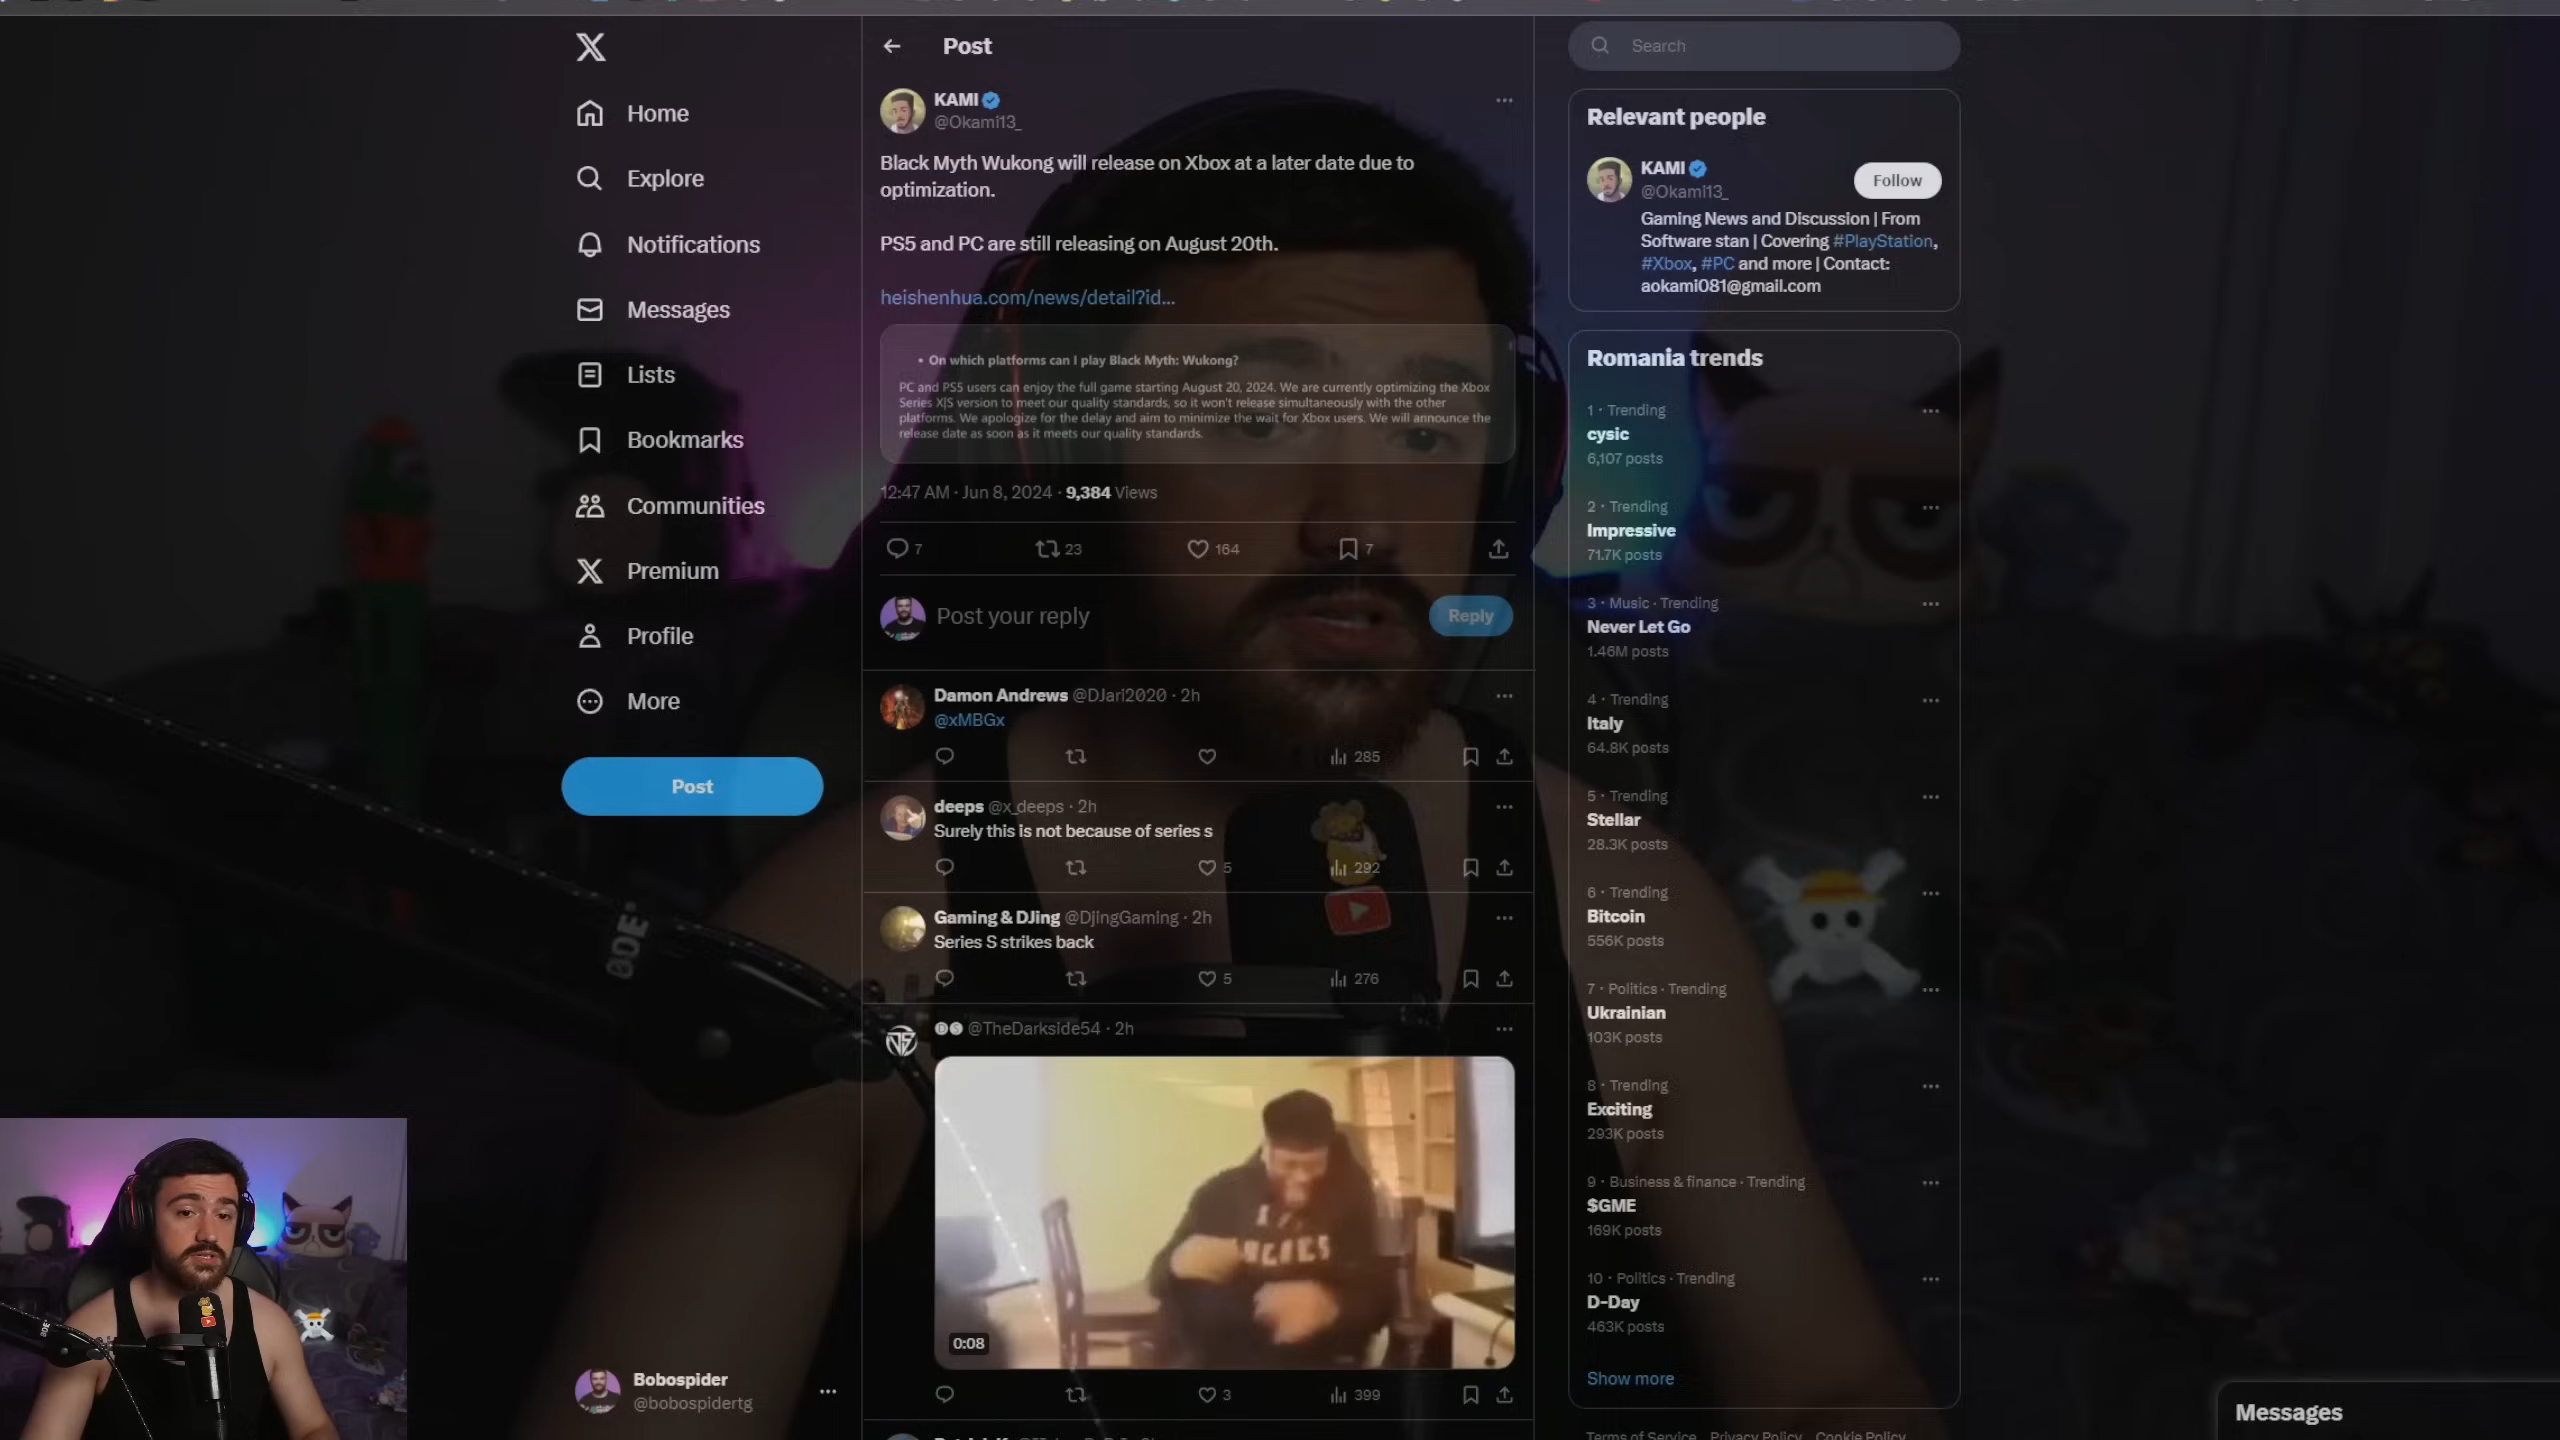 Home
Explore
Notifications
Messages
Lists
Bookmarks
Communities
Premium
Profile
More
Post
Bobospider
@bobospidertg
Post
KAMI
@Okami13_
Black Myth Wukong will release on Xbox at a later date due to
optimization.
PS5 and PC are still releasing on August 20th.
heishenhua.com/news/detail?id...
• On which platforms can I play Black Myth: Wukong?
PC and PS5 users can enjoy the full game starting August 20, 2024. We are currently optimizing the Xbox
Series X|S version to meet our quality standards, so it won't release simultaneously with the other
platforms. We apologize for the delay and aim to minimize the wait for Xbox users. We will announce the
release date as soon as it meets our quality standards.
12:47 AM · Jun 8, 2024 · 9,384 Views
7 23 164 7
Post your reply
Reply
Damon Andrews @DJarl2020 · 2h
@xMBGx
285
deeps @x_deeps · 2h
Surely this is not because of series s
5 292
Gaming & DJing @DjingGaming · 2h
Series S strikes back
5 276
@TheDarkside54 · 2h
0:08
3 399
Search
Relevant people
KAMI
@Okami13_
Follow
Gaming News and Discussion | From
Software stan | Covering #PlayStation,
#Xbox, #PC and more | Contact:
aokami081@gmail.com
Romania trends
1 · Trending
cysic
6,107 posts
2 · Trending
Impressive
71.7K posts
3 · Music · Trending
Never Let Go
1.46M posts
4 · Trending
Italy
64.8K posts
5 · Trending
Stellar
28.3K posts
6 · Trending
Bitcoin
556K posts
7 · Politics · Trending
Ukrainian
103K posts
8 · Trending
Exciting
293K posts
9 · Business & finance · Trending
$GME
169K posts
10 · Politics · Trending
D-Day
463K posts
Show more
Terms of Service Privacy Policy Cookie Policy
Messages